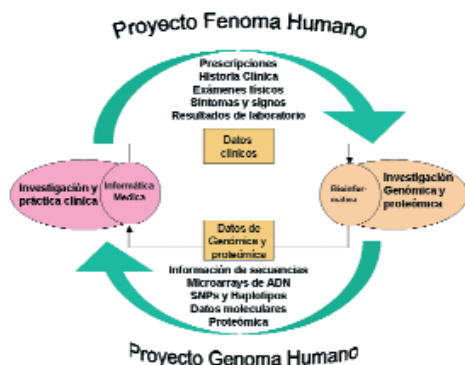 Proyecto Fenoma Humano
Prescripciones
Historia Clínica
Exámenes físicos
Síntomas y signos
Resultados de laboratorio
Datos
clínicos
Investigación y
práctica clínica
Informática
Medica
Bioinfor-
matica
Investigación
Genómica y
proteómica
Datos de
Genómica y
proteómica
Información de secuencias
Microarrays de ADN
SNPs y Haplotipos
Datos moleculares
Proteómica
Proyecto Genoma Humano